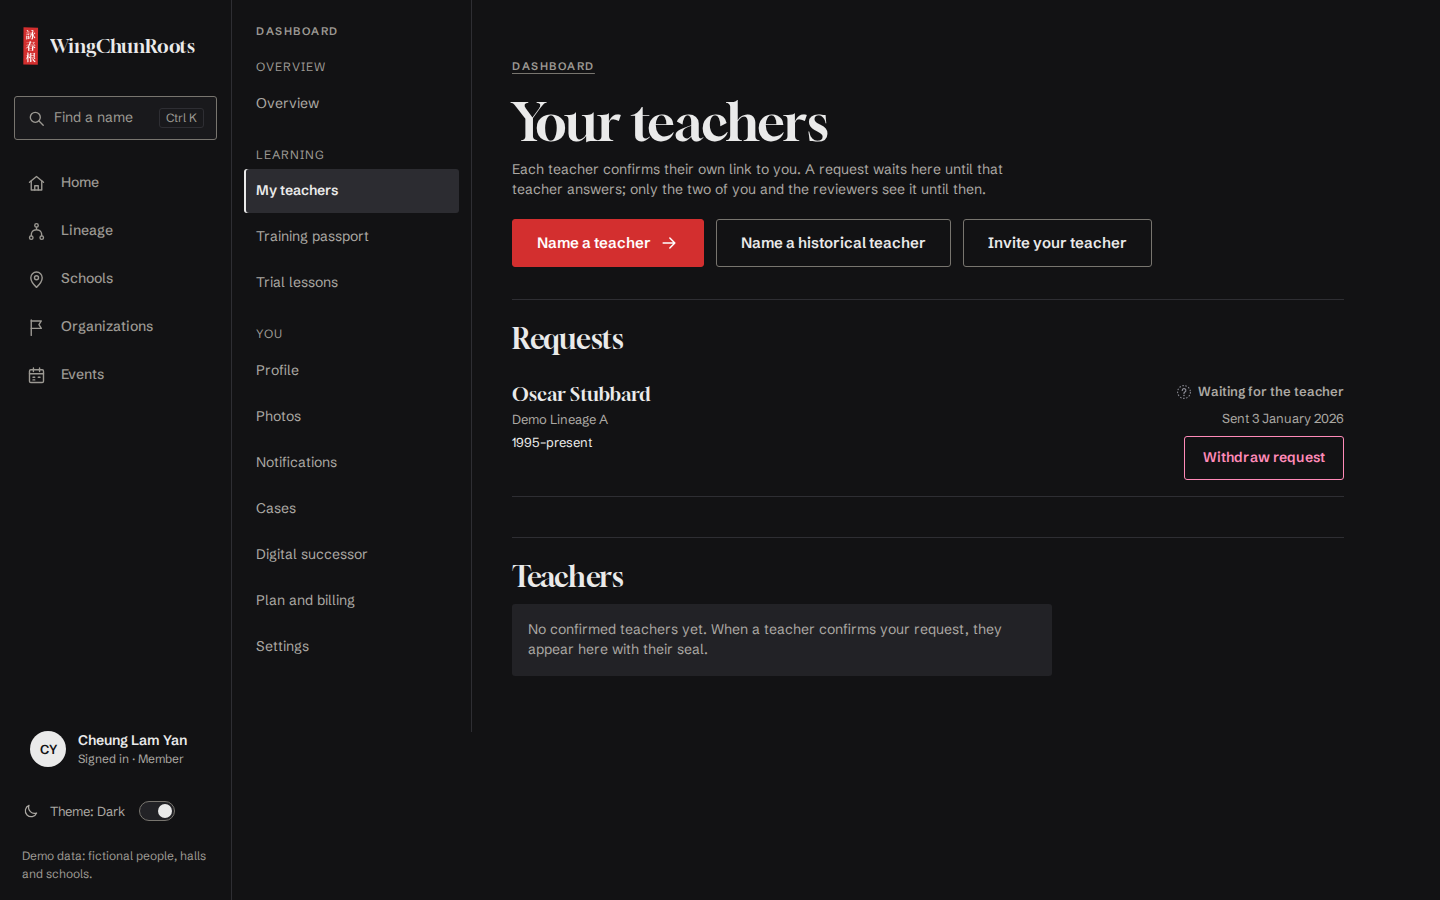 詠春根
WingChunRoots
Find a name
Ctrl K
Home
Lineage
Schools
Organizations
Events
CY
Cheung Lam Yan
Signed in · Member
Theme: Dark
Demo data: fictional people, halls
and schools.
DASHBOARD
OVERVIEW
Overview
LEARNING
My teachers
Training passport
Trial lessons
YOU
Profile
Photos
Notifications
Cases
Digital successor
Plan and billing
Settings
DASHBOARD
Your teachers
Each teacher confirms their own link to you. A request waits here until that
teacher answers; only the two of you and the reviewers see it until then.
Name a teacher →
Name a historical teacher
Invite your teacher
Requests
Oscar Stubbard
Demo Lineage A
1995–present
Waiting for the teacher
Sent 3 January 2026
Withdraw request
Teachers
No confirmed teachers yet. When a teacher confirms your request, they
appear here with their seal.